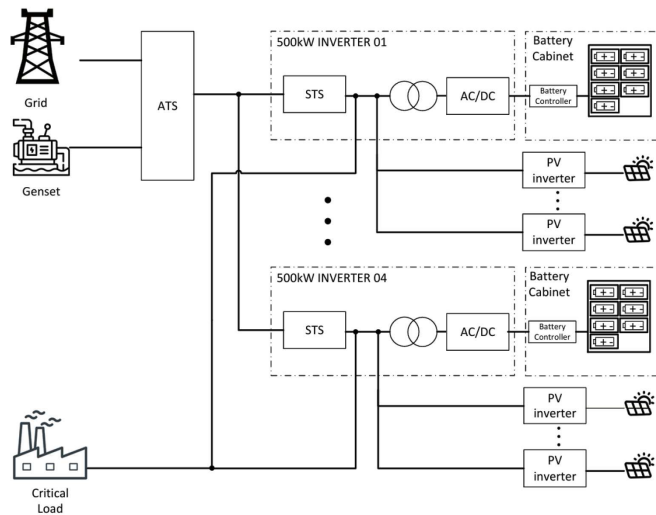 500kW INVERTER 01
Battery
Cabinet
Grid
ATS
STS
AC/DC
Battery
Controller
Genset
PV
inverter
PV
inverter
500kW INVERTER 04
Battery
Cabinet
STS
AC/DC
Battery
Controller
PV
inverter
PV
inverter
Critical
Load